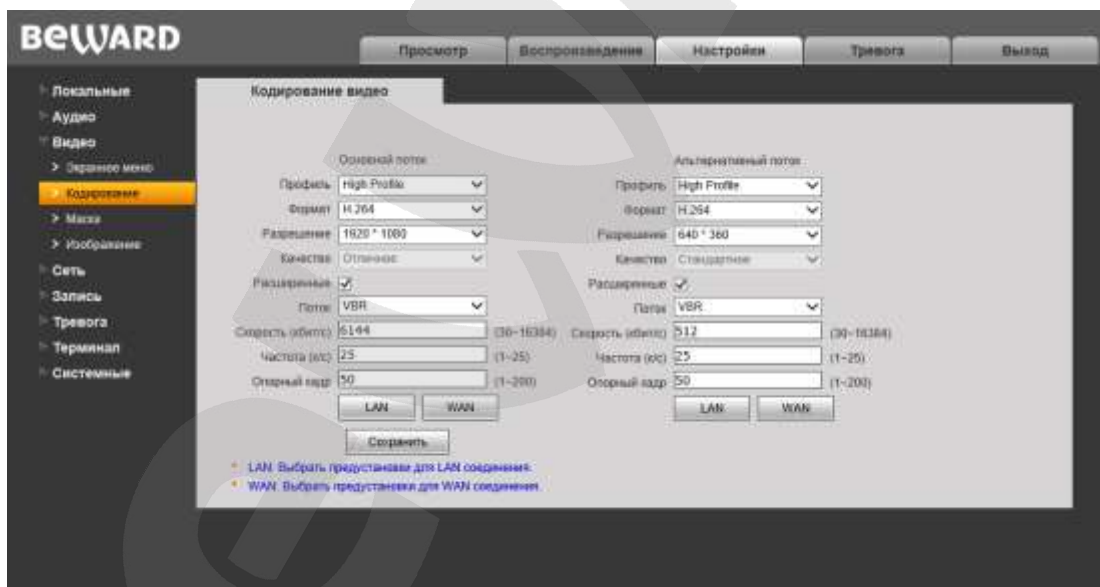 BEWARD
Просмотр Воспроизведение Настройки Тревога Выход
Локальные
Аудио
Видео
Экранное меню
Кодирование
Маска
Изображение
Сеть
Запись
Тревога
Терминал
Системные
Кодирование видео
Основной поток
Профиль High Profile
Формат H.264
Разрешение 1920 * 1080
Качество Отличное
Расширенные
Поток VBR
Скорость (кбит/с) 6144 (30~16384)
Частота (к/с) 25 (1~25)
Опорный кадр 50 (1~200)
LAN WAN
Альтернативный поток
Профиль High Profile
Формат H.264
Разрешение 640 * 360
Качество Стандартное
Расширенные
Поток VBR
Скорость (кбит/с) 512 (30~16384)
Частота (к/с) 25 (1~25)
Опорный кадр 50 (1~200)
LAN WAN
Сохранить
* LAN: Выбрать предустановки для LAN соединения.
* WAN: Выбрать предустановки для WAN соединения.